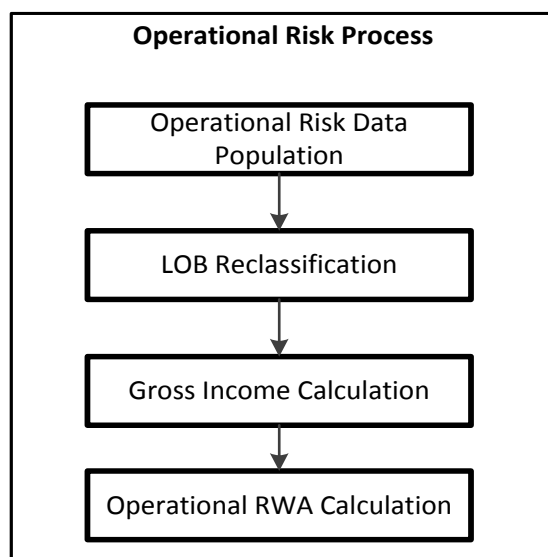 Operational Risk Process
Operational Risk Data
Population
LOB Reclassification
Gross Income Calculation
Operational RWA Calculation